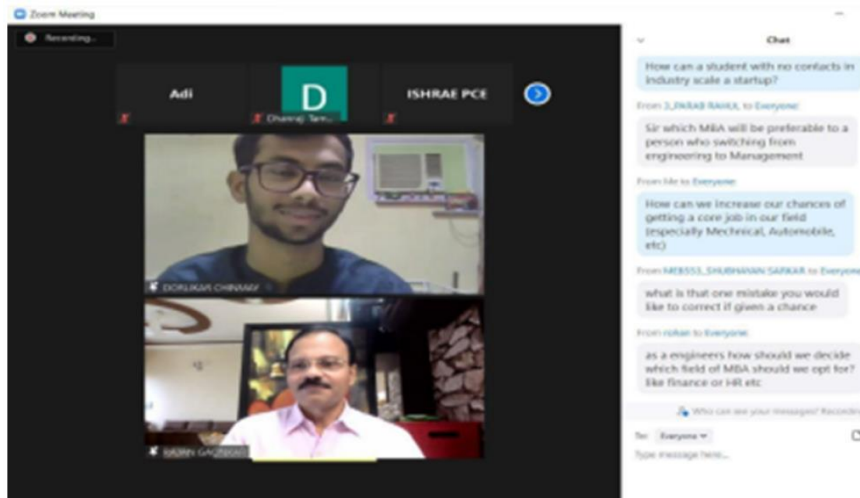 Zoom Meeting
Recording...
Adi
D
Dhanraj Tam...
ISHRAE PCE
DORLIKAR CHINMAY
RAJAN
Chat
How can a student with no contacts in
industry scale a startup?
From 3_PARAB RAHUL to Everyone:
Sir which MBA will be preferable to a
person who switching from
engineering to Management
From Me to Everyone:
How can we increase our chances of
getting a core job in our field
(especially Mechnical, Automobile,
etc)
From SHUBHAYAN SARKAR to Everyone:
what is that one mistake you would
like to correct if given a chance
From rohan to Everyone:
as a engineers how should we decide
which field of MBA should we opt for?
like finance or HR etc
Who can see your messages? Recording
To: Everyone
Type message here...